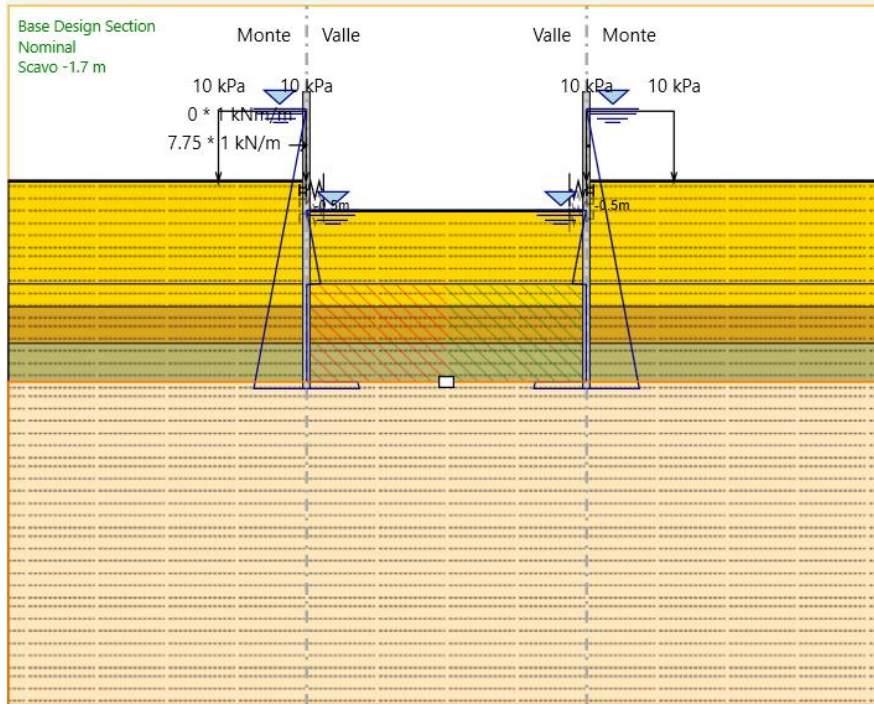 Base Design Section
Nominal
Scavo -1.7 m
Monte Valle Valle Monte
10 kPa 10 kPa 10 kPa 10 kPa
0 * 1 kNm/m
7.75 * 1 kN/m
-0.5m -0.5m